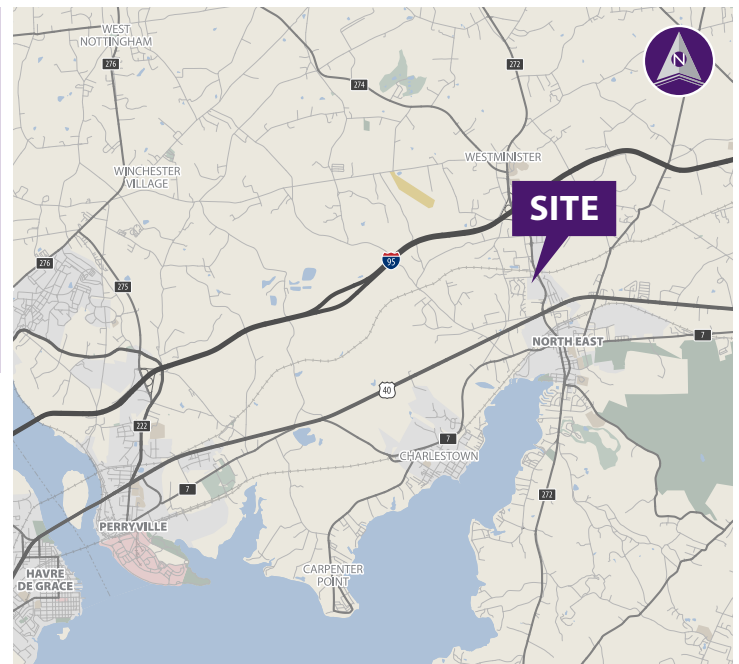 WEST
NOTTINGHAM
276
272
N
274
WESTMINISTER
WINCHESTER
VILLAGE
SITE
276
95
275
7
NORTH EAST
40
222
7
CHARLESTOWN
7
272
PERRYVILLE
CARPENTER
POINT
HAVRE
DE GRACE